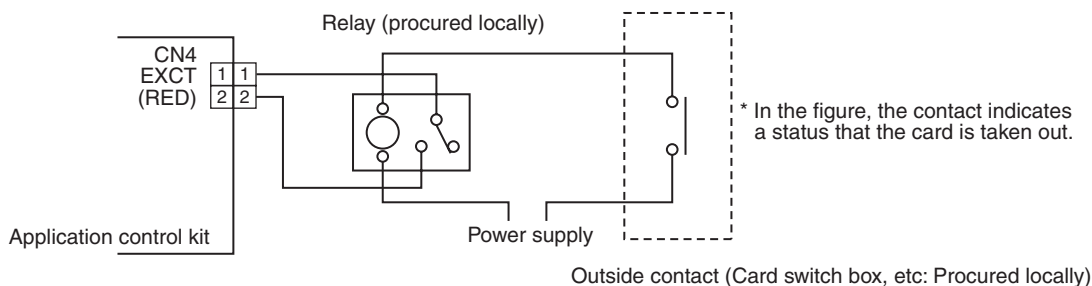 Relay (procured locally)
CN4
EXCT
(RED)
1 1
2 2
* In the figure, the contact indicates
a status that the card is taken out.
Application control kit
Power supply
Outside contact (Card switch box, etc: Procured locally)